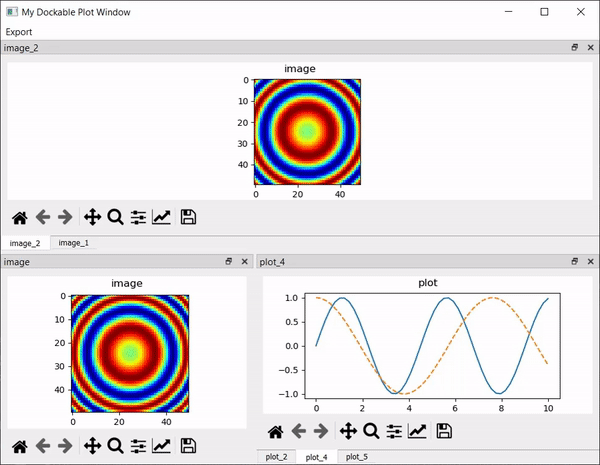 My Dockable Plot Window
Export
image_2
image
0
10
20
30
40
0 20 40
image_2 image_1
image
image
0
10
20
30
40
0 20 40
plot_4
plot
1.0
0.5
0.0
−0.5
−1.0
0 2 4 6 8 10
plot_2 plot_4 plot_5